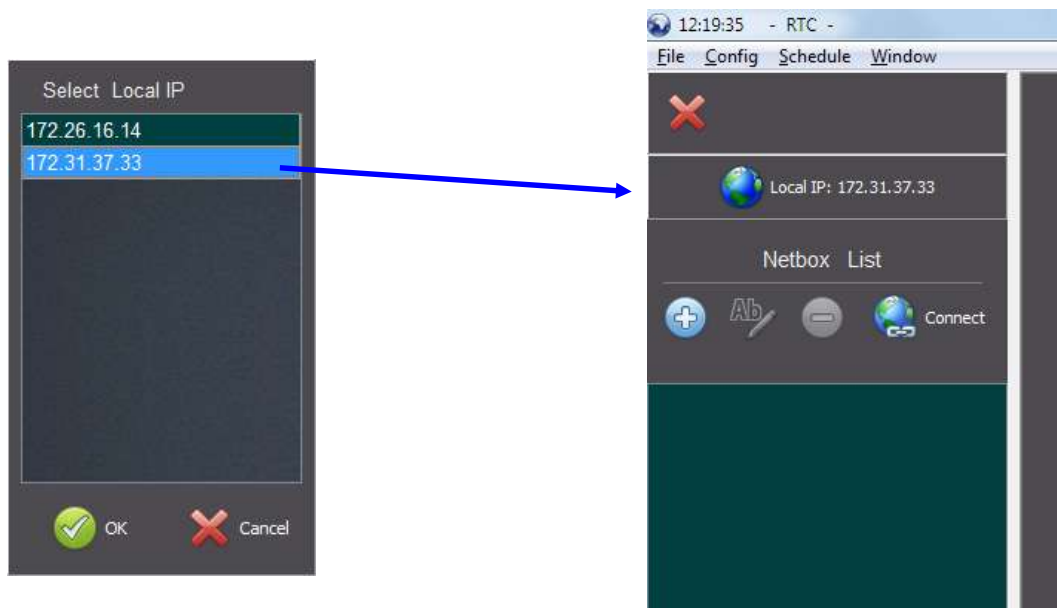 Select Local IP
172.26.16.14
172.31.37.33
OK Cancel
12:19:35 - RTC -
File Config Schedule Window
Local IP: 172.31.37.33
Netbox List
Ab
Connect